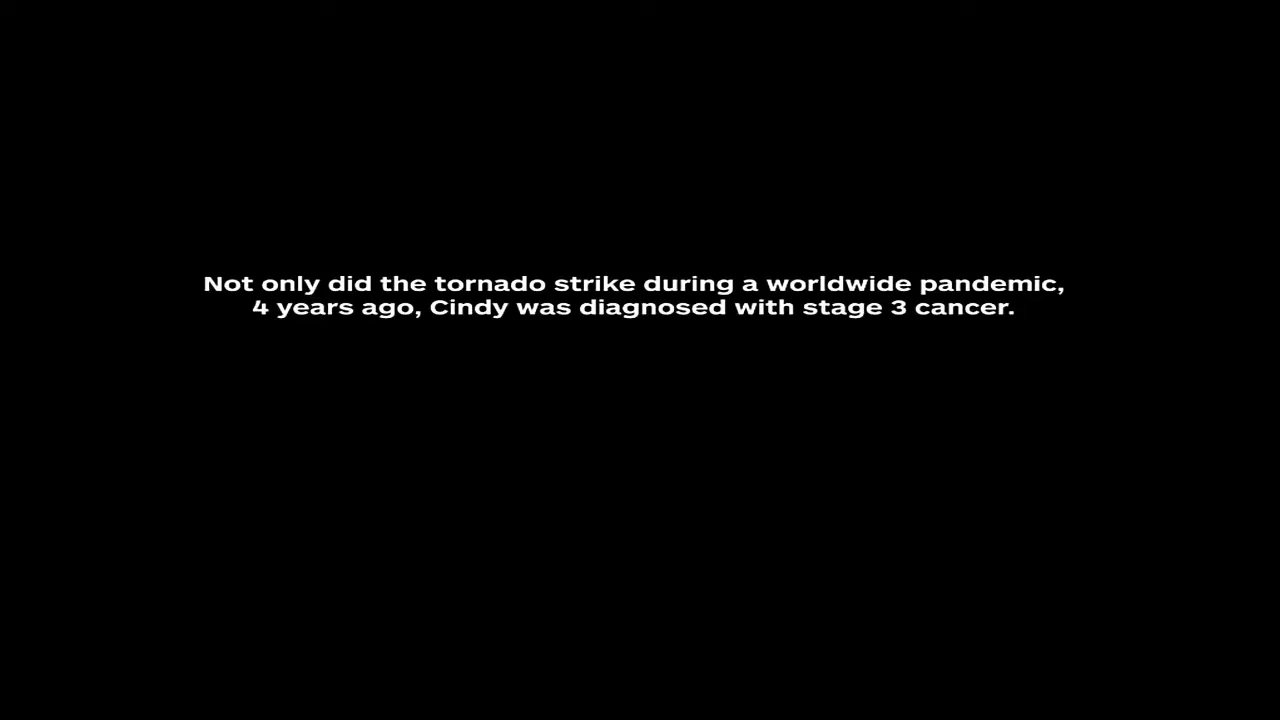 Not only did the tornado strike during a worldwide pandemic,
4 years ago, Cindy was diagnosed with stage 3 cancer.